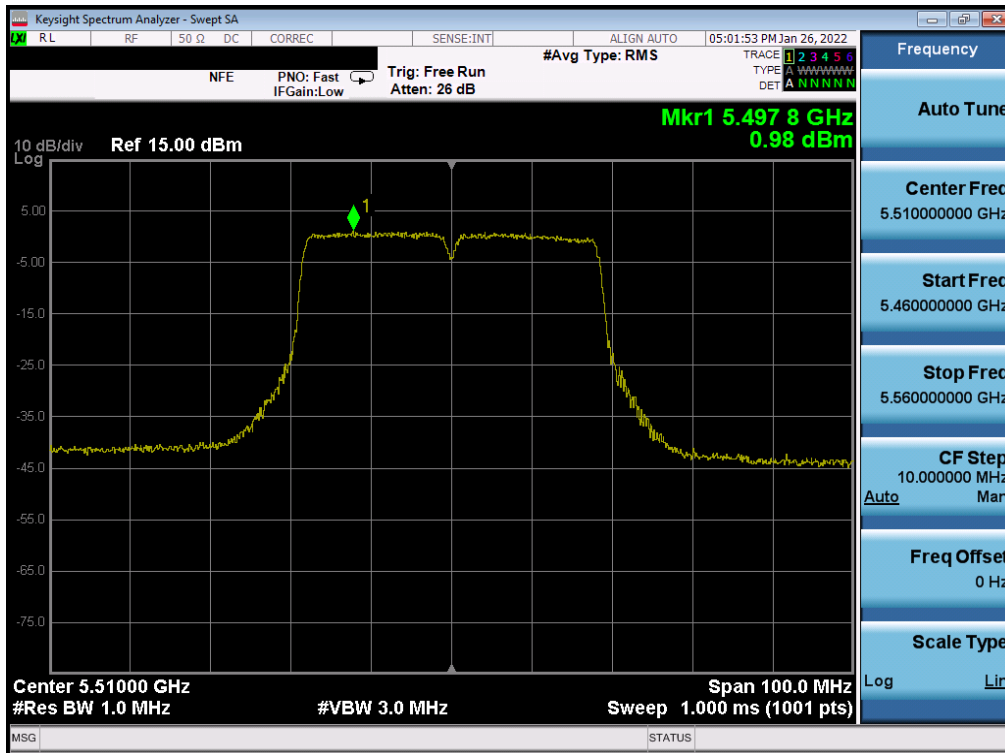 Keysight Spectrum Analyzer - Swept SA
LXI RL RF 50 Ω DC CORREC SENSE:INT ALIGN AUTO 05:01:53 PM Jan 26, 2022
Frequency
#Avg Type: RMS
TRACE 1 2 3 4 5 6
NFE PNO: Fast Trig: Free Run
TYPE A WWWWW
IFGain:Low Atten: 26 dB
DET A N N N N N
Auto Tune
Mkr1 5.497 8 GHz
0.98 dBm
10 dB/div Ref 15.00 dBm
Log
Center Freq
5.510000000 GHz
1
5.00
-5.00
-15.0
-25.0
-35.0
-45.0
-55.0
-65.0
-75.0
Start Freq
5.460000000 GHz
Stop Freq
5.560000000 GHz
CF Step
10.000000 MHz
Auto Man
Freq Offset
0 Hz
Scale Type
Log Lin
Center 5.51000 GHz Span 100.0 MHz
#Res BW 1.0 MHz #VBW 3.0 MHz Sweep 1.000 ms (1001 pts)
MSG STATUS